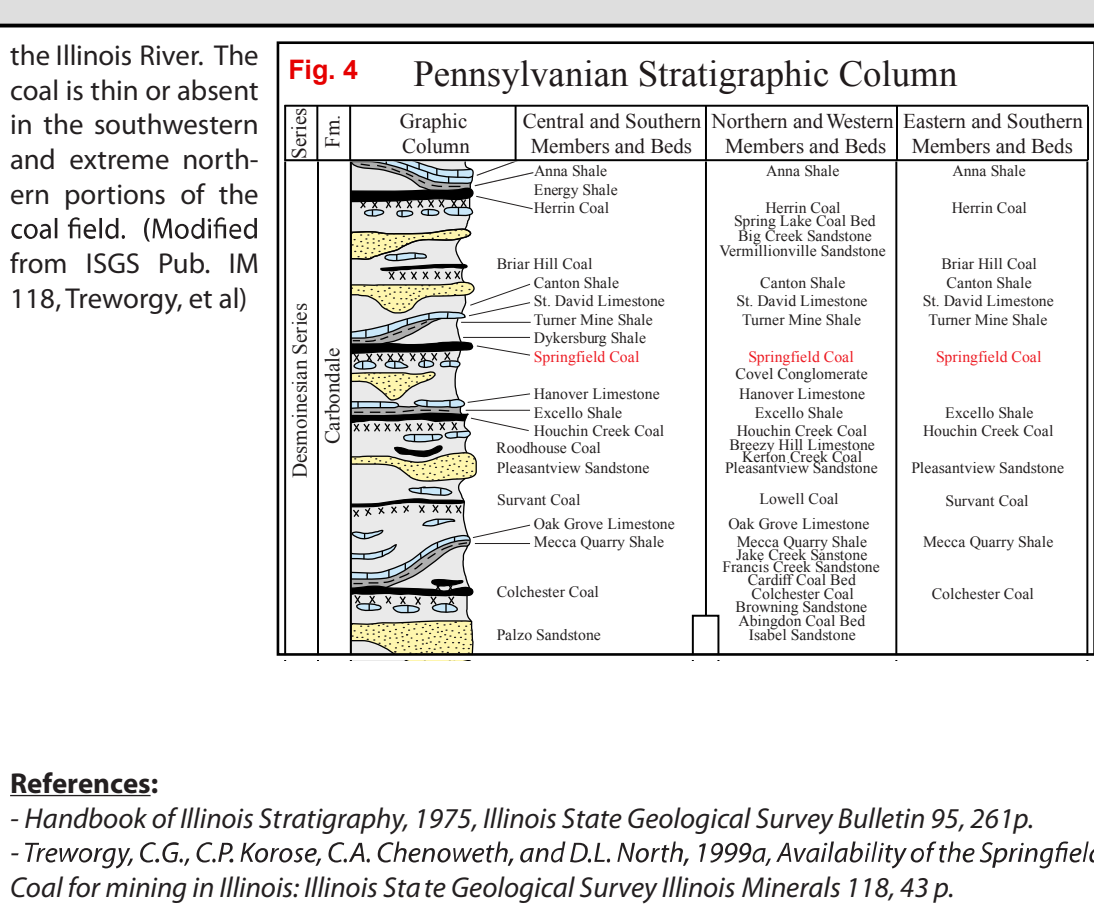 the Illinois River. The
coal is thin or absent
in the southwestern
and extreme north-
ern portions of the
coal field. (Modified
from ISGS Pub. IM
118, Treworgy, et al)
Fig. 4
Pennsylvanian Stratigraphic Column
Series
Fm.
Graphic
Column
Central and Southern
Members and Beds
Northern and Western
Members and Beds
Eastern and Southern
Members and Beds
Desmoinesian Series
Carbondale
Anna Shale
Energy Shale
Herrin Coal
Briar Hill Coal
Canton Shale
St. David Limestone
Turner Mine Shale
Dykersburg Shale
Springfield Coal
Hanover Limestone
Excello Shale
Houchin Creek Coal
Roodhouse Coal
Pleasantview Sandstone
Survant Coal
Oak Grove Limestone
Mecca Quarry Shale
Colchester Coal
Palzo Sandstone
Anna Shale
Herrin Coal
Spring Lake Coal Bed
Big Creek Sandstone
Vermillionville Sandstone
Canton Shale
St. David Limestone
Turner Mine Shale
Springfield Coal
Covel Conglomerate
Hanover Limestone
Excello Shale
Houchin Creek Coal
Breezy Hill Limestone
Kerton Creek Coal
Pleasantview Sandstone
Lowell Coal
Oak Grove Limestone
Mecca Quarry Shale
Jake Creek Sanstone
Francis Creek Sandstone
Cardiff Coal Bed
Colchester Coal
Browning Sandstone
Abingdon Coal Bed
Isabel Sandstone
Anna Shale
Herrin Coal
Briar Hill Coal
Canton Shale
St. David Limestone
Turner Mine Shale
Springfield Coal
Excello Shale
Houchin Creek Coal
Pleasantview Sandstone
Survant Coal
Mecca Quarry Shale
Colchester Coal
References:
- Handbook of Illinois Stratigraphy, 1975, Illinois State Geological Survey Bulletin 95, 261p.
- Treworgy, C.G., C.P. Korose, C.A. Chenoweth, and D.L. North, 1999a, Availability of the Springfield
Coal for mining in Illinois: Illinois State Geological Survey Illinois Minerals 118, 43 p.